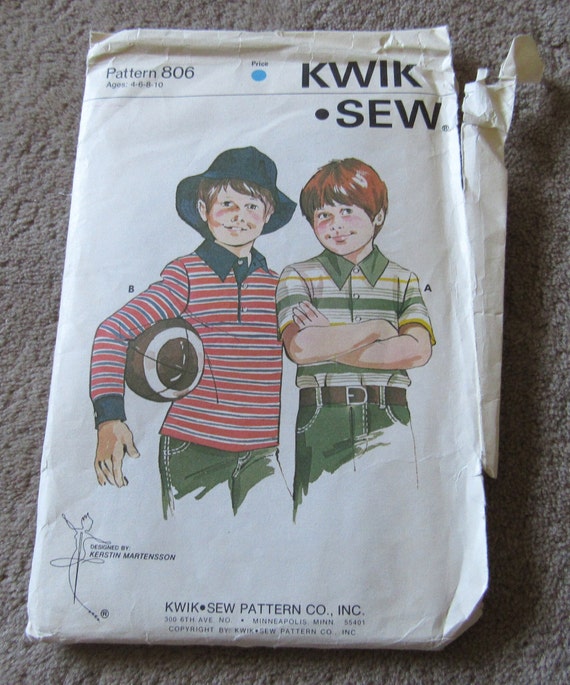 Pattern 806
Ages: 4-6-8-10
Price
KWIK
•SEW®
B
A
DESIGNED BY:
KERSTIN MARTENSSON
®
KWIK•SEW PATTERN CO., INC.
300 6TH AVE. NO. • MINNEAPOLIS, MINN. 55401
COPYRIGHT BY: KWIK•SEW PATTERN CO., INC